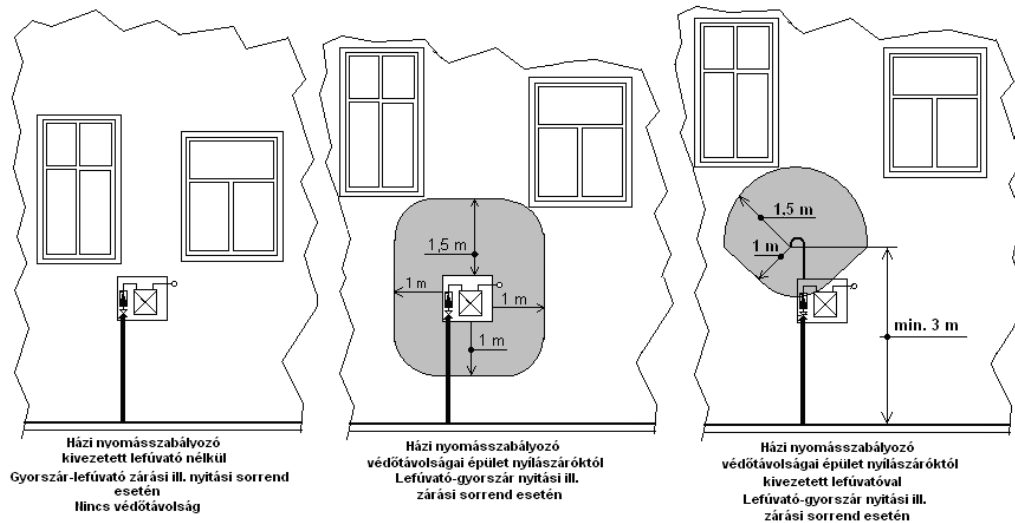 1,5 m
1 m
1 m
1 m
1,5 m
1 m
min. 3 m
Házi nyomásszabályozó
kivezetett lefúvató nélkül
Gyorszár-lefúvató zárási ill. nyitási sorrend
esetén
Nincs védőtávolság
Házi nyomásszabályozó
védőtávolságai épület nyílászáróktól
Lefúvató-gyorszár nyitási ill.
zárási sorrend esetén
Házi nyomásszabályozó
védőtávolságai épület nyílászáróktól
kivezetett lefúvatóval
Lefúvató-gyorszár nyitási ill.
zárási sorrend esetén